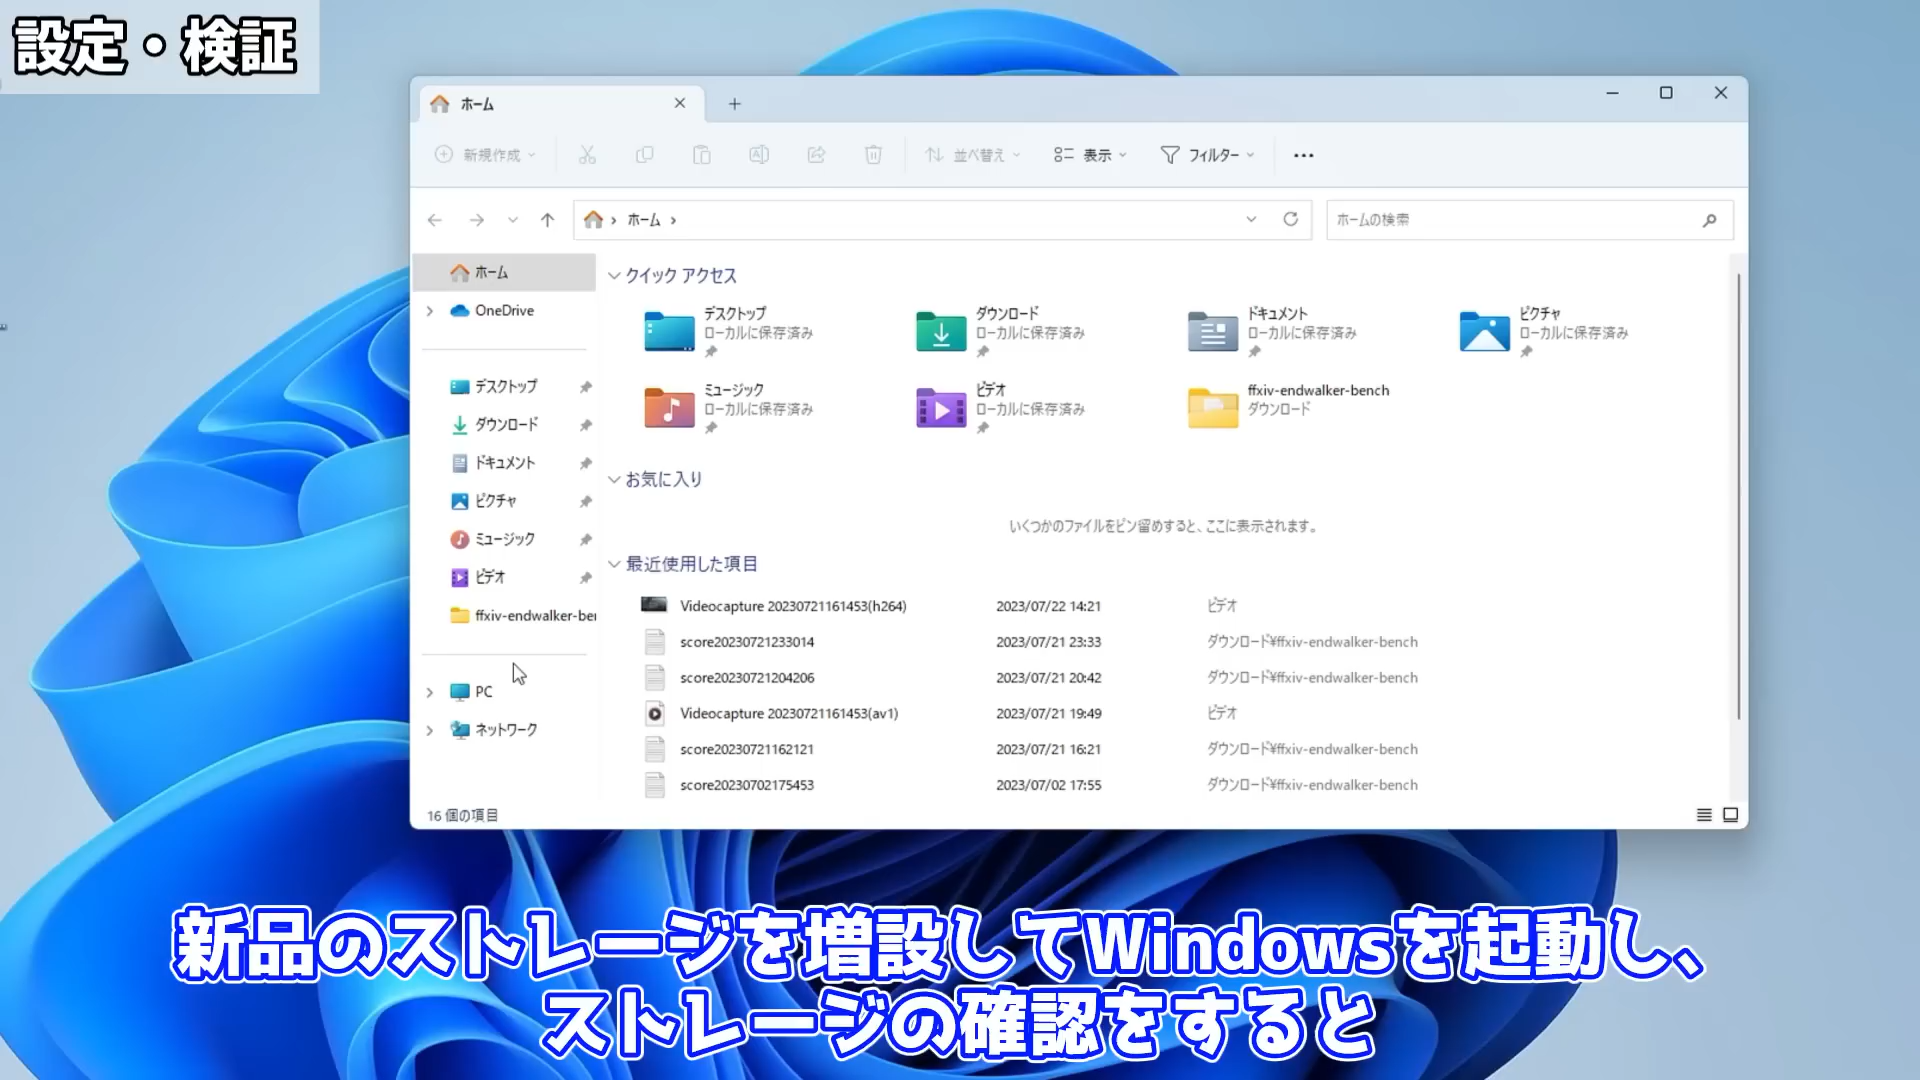 設定・検証
ホーム
新規作成
並べ替え
表示
フィルター
ホーム
ホームの検索
ホーム
OneDrive
デスクトップ
ダウンロード
ドキュメント
ピクチャ
ミュージック
ビデオ
ffxiv-endwalker-ber
PC
ネットワーク
クイック アクセス
デスクトップ
ローカルに保存済み
ダウンロード
ローカルに保存済み
ドキュメント
ローカルに保存済み
ピクチャ
ローカルに保存済み
ミュージック
ローカルに保存済み
ビデオ
ローカルに保存済み
ffxiv-endwalker-bench
ダウンロード
お気に入り
いくつかのファイルをピン留めすると、ここに表示されます。
最近使用した項目
Videocapture 20230721161453(h264) 2023/07/22 14:21 ビデオ
score20230721233014 2023/07/21 23:33 ダウンロード¥ffxiv-endwalker-bench
score20230721204206 2023/07/21 20:42 ダウンロード¥ffxiv-endwalker-bench
Videocapture 20230721161453(av1) 2023/07/21 19:49 ビデオ
score20230721162121 2023/07/21 16:21 ダウンロード¥ffxiv-endwalker-bench
score20230702175453 2023/07/02 17:55 ダウンロード¥ffxiv-endwalker-bench
16 個の項目
新品のストレージを増設してWindowsを起動し、
ストレージの確認をすると